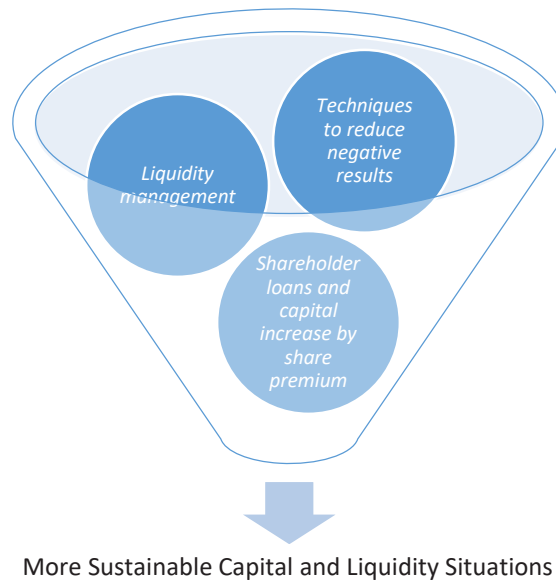 Techniques
to reduce
negative
results
Liquidity
management
Shareholder
loans and
capital
increase by
share
premium
More Sustainable Capital and Liquidity Situations